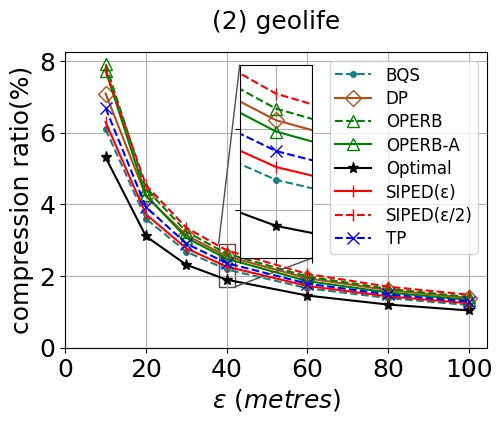 (2) geolife
compression ratio(%)
8
6
4
2
0
0 20 40 60 80 100
ε (metres)
BQS
DP
OPERB
OPERB-A
Optimal
SIPED(ε)
SIPED(ε/2)
TP